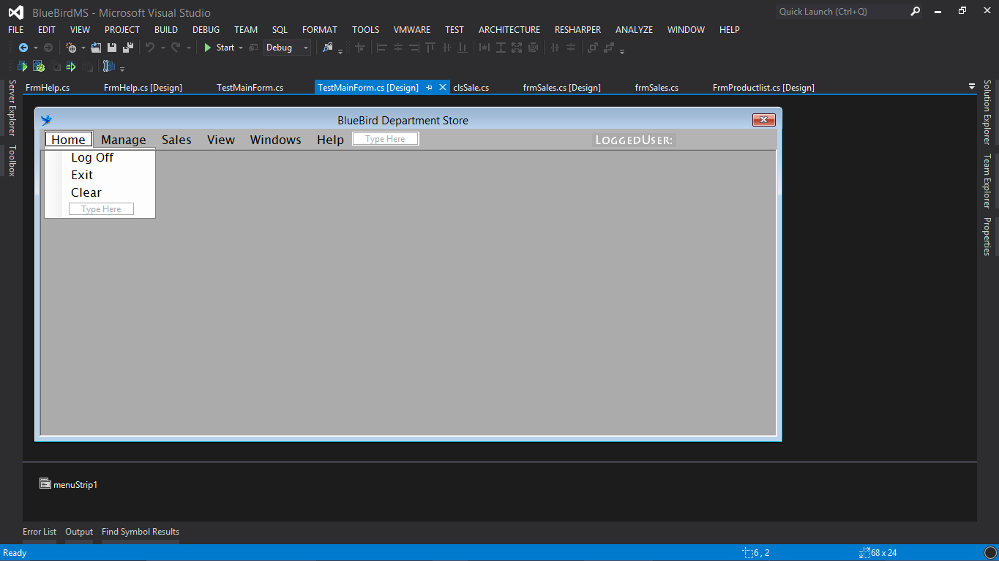 BlueBirdMS - Microsoft Visual Studio
Quick Launch (Ctrl+Q)
FILE EDIT VIEW PROJECT BUILD DEBUG TEAM SQL FORMAT TOOLS VMWARE TEST ARCHITECTURE RESHARPER ANALYZE WINDOW HELP
Start Debug
FrmHelp.cs FrmHelp.cs [Design] TestMainForm.cs TestMainForm.cs [Design] clsSale.cs frmSales.cs [Design] frmSales.cs FrmProductlist.cs [Design]
Server Explorer
Toolbox
BlueBird Department Store
Home Manage Sales View Windows Help Type Here LoggedUser:
Log Off
Exit
Clear
Type Here
Solution Explorer
Team Explorer
Properties
menuStrip1
Error List Output Find Symbol Results
Ready 6 , 2 68 x 24